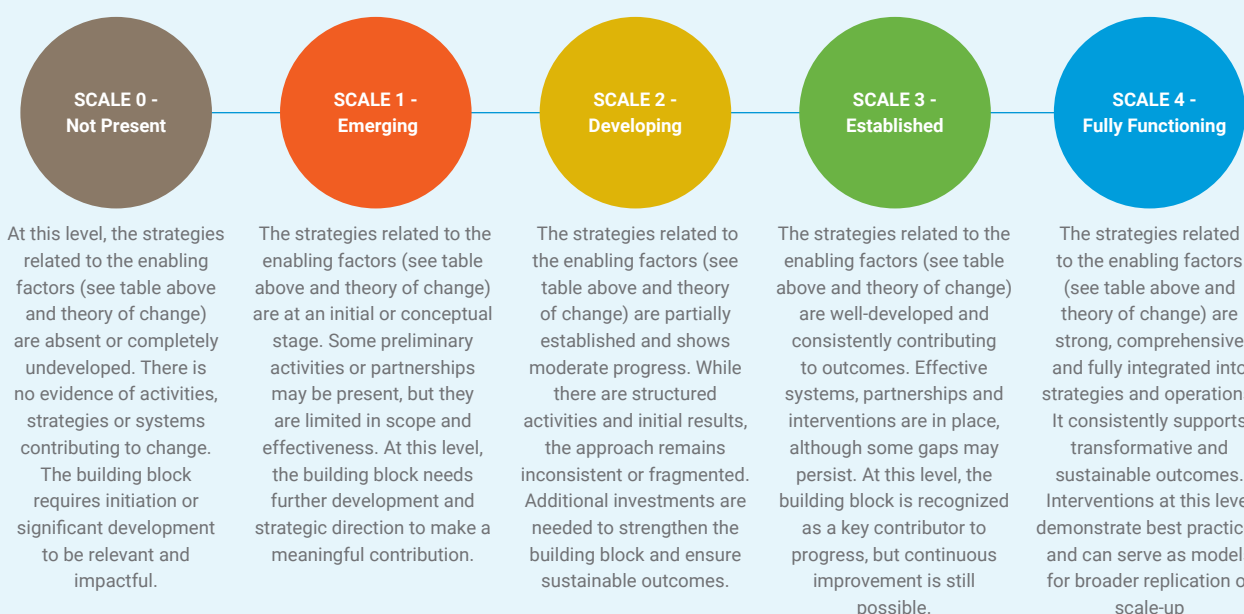 SCALE 0 -
Not Present
At this level, the strategies
related to the enabling
factors (see table above
and theory of change)
are absent or completely
undeveloped. There is
no evidence of activities,
strategies or systems
contributing to change.
The building block
requires initiation or
significant development
to be relevant and
impactful.
SCALE 1 -
Emerging
The strategies related to the
enabling factors (see table
above and theory of change)
are at an initial or conceptual
stage. Some preliminary
activities or partnerships
may be present, but they
are limited in scope and
effectiveness. At this level,
the building block needs
further development and
strategic direction to make a
meaningful contribution.
SCALE 2 -
Developing
The strategies related to
the enabling factors (see
table above and theory
of change) are partially
established and shows
moderate progress. While
there are structured
activities and initial results,
the approach remains
inconsistent or fragmented.
Additional investments are
needed to strengthen the
building block and ensure
sustainable outcomes.
SCALE 3 -
Established
The strategies related to the
enabling factors (see table
above and theory of change)
are well-developed and
consistently contributing
to outcomes. Effective
systems, partnerships and
interventions are in place,
although some gaps may
persist. At this level, the
building block is recognized
as a key contributor to
progress, but continuous
improvement is still
possible.
SCALE 4 -
Fully Functioning
The strategies related
to the enabling factors
(see table above and
theory of change) are
strong, comprehensive
and fully integrated into
strategies and operation
It consistently supports
transformative and
sustainable outcomes.
Interventions at this leve
demonstrate best practic
and can serve as model
for broader replication o
scale-up